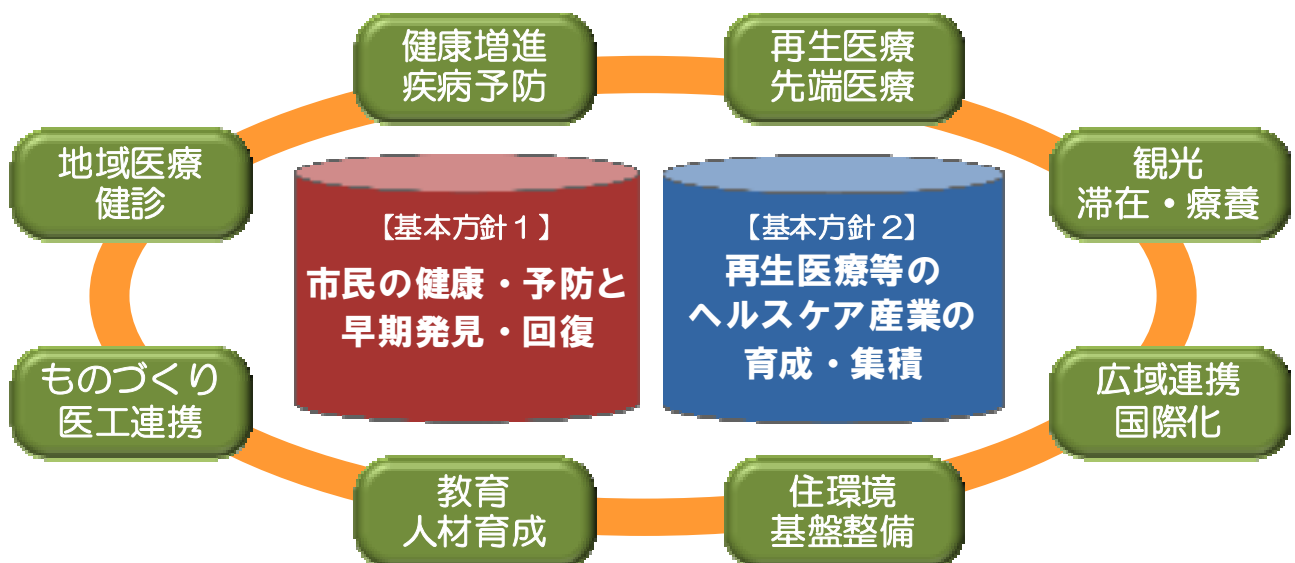 健康増進
疾病予防
再生医療
先端医療
地域医療
健診
観光
滞在・療養
【基本方針１】
市民の健康・予防と
早期発見・回復
【基本方針２】
再生医療等の
ヘルスケア産業の
育成・集積
ものづくり
医工連携
広域連携
国際化
教育
人材育成
住環境
基盤整備